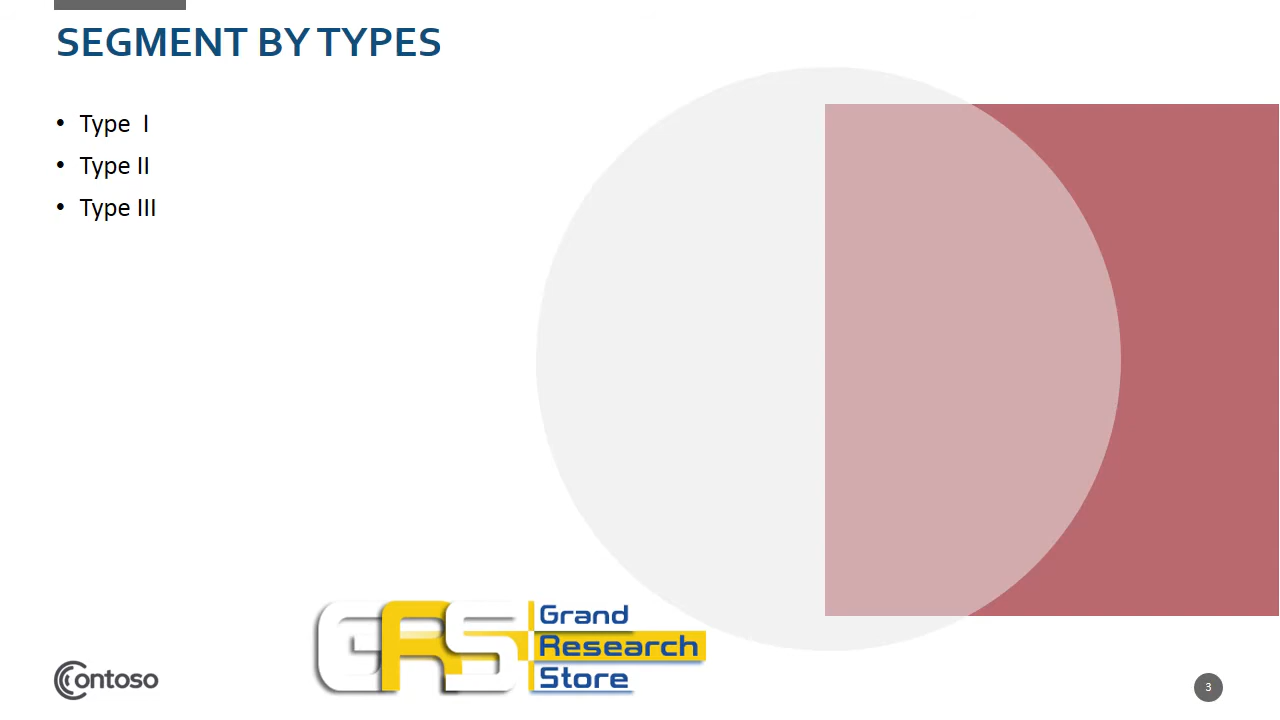 SEGMENT BY TYPES
• Type  I
• Type II
• Type III
GRS
Grand
Research
Store
Contoso
3